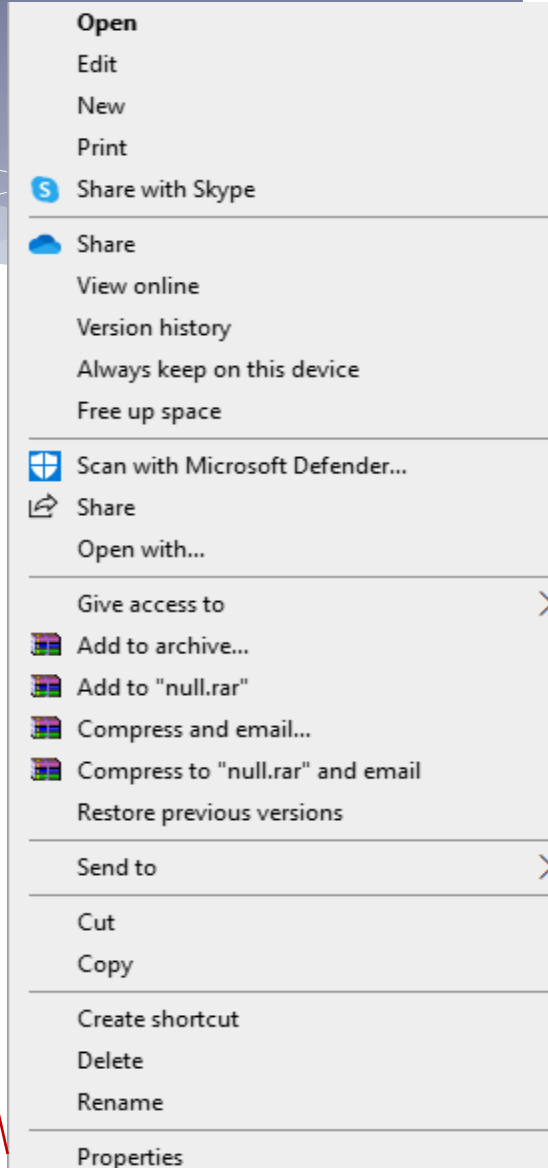 Open
Edit
New
Print
Share with Skype
Share
View online
Version history
Always keep on this device
Free up space
Scan with Microsoft Defender...
Share
Open with...
Give access to
Add to archive...
Add to "null.rar"
Compress and email...
Compress to "null.rar" and email
Restore previous versions
Send to
Cut
Copy
Create shortcut
Delete
Rename
Properties